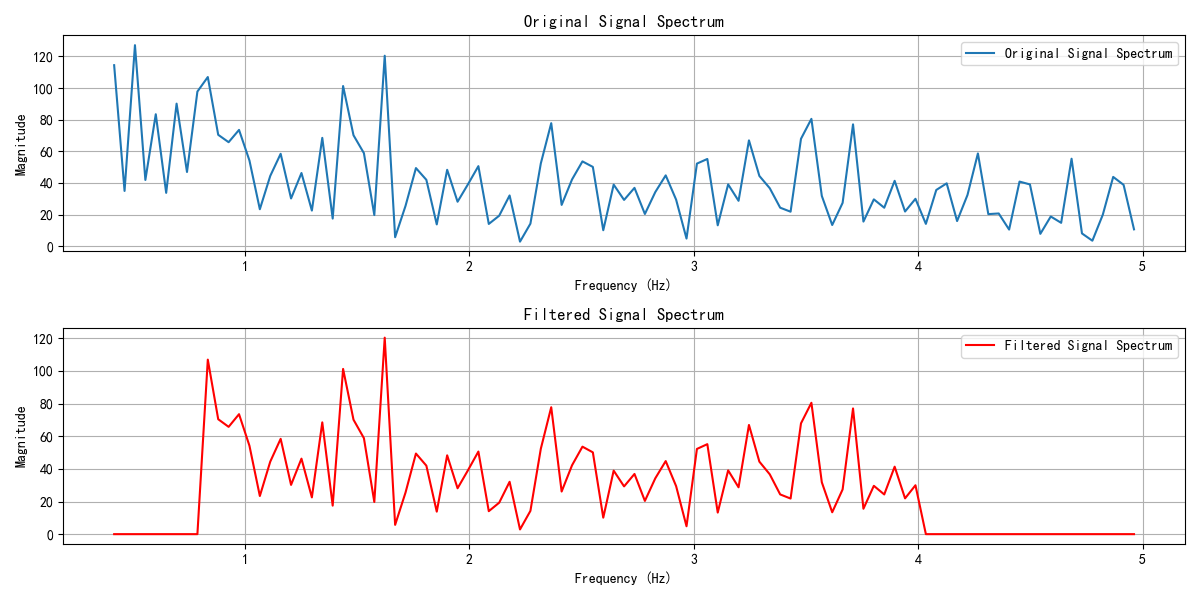 Original Signal Spectrum
Original Signal Spectrum
120
100
80
60
40
20
0
Magnitude
1 2 3 4 5
Frequency (Hz)
Filtered Signal Spectrum
Filtered Signal Spectrum
120
100
80
60
40
20
0
Magnitude
1 2 3 4 5
Frequency (Hz)